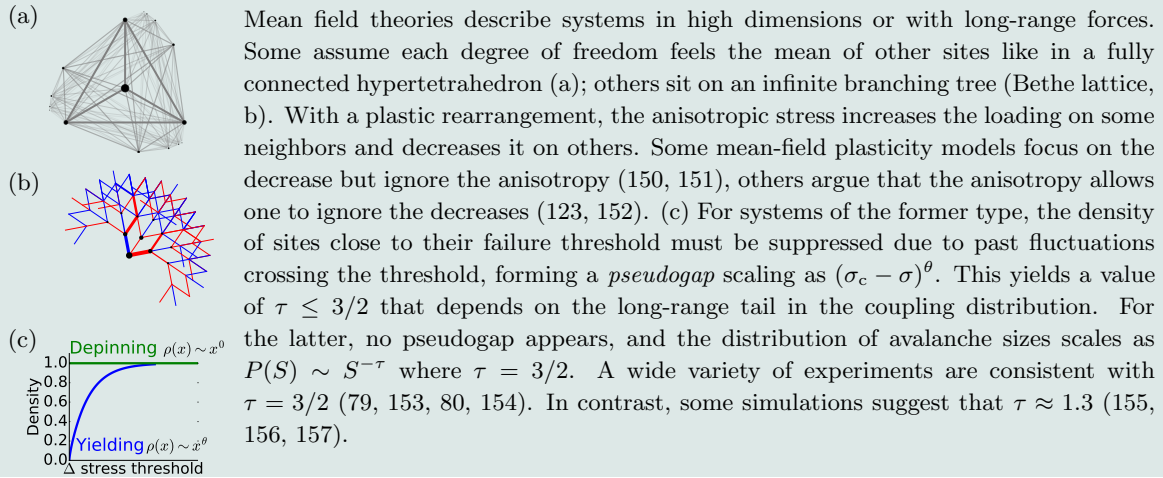 (a)
Mean field theories describe systems in high dimensions or with long-range forces.
Some assume each degree of freedom feels the mean of other sites like in a fully
connected hypertetrahedron (a); others sit on an infinite branching tree (Bethe lattice,
b). With a plastic rearrangement, the anisotropic stress increases the loading on some
neighbors and decreases it on others. Some mean-field plasticity models focus on the
decrease but ignore the anisotropy (150, 151), others argue that the anisotropy allows
one to ignore the decreases (123, 152). (c) For systems of the former type, the density
of sites close to their failure threshold must be suppressed due to past fluctuations
crossing the threshold, forming a pseudogap scaling as (σ_c − σ)^θ. This yields a value
of τ ≤ 3/2 that depends on the long-range tail in the coupling distribution. For
the latter, no pseudogap appears, and the distribution of avalanche sizes scales as
P(S) ∼ S^{−τ} where τ = 3/2. A wide variety of experiments are consistent with
τ = 3/2 (79, 153, 80, 154). In contrast, some simulations suggest that τ ≈ 1.3 (155,
156, 157).
(b)
(c)
Depinning ρ(x) ∼ x^0
1.0
0.8
0.6
0.4
0.2
0.0
Density
Yielding ρ(x) ∼ x^θ
Δ stress threshold